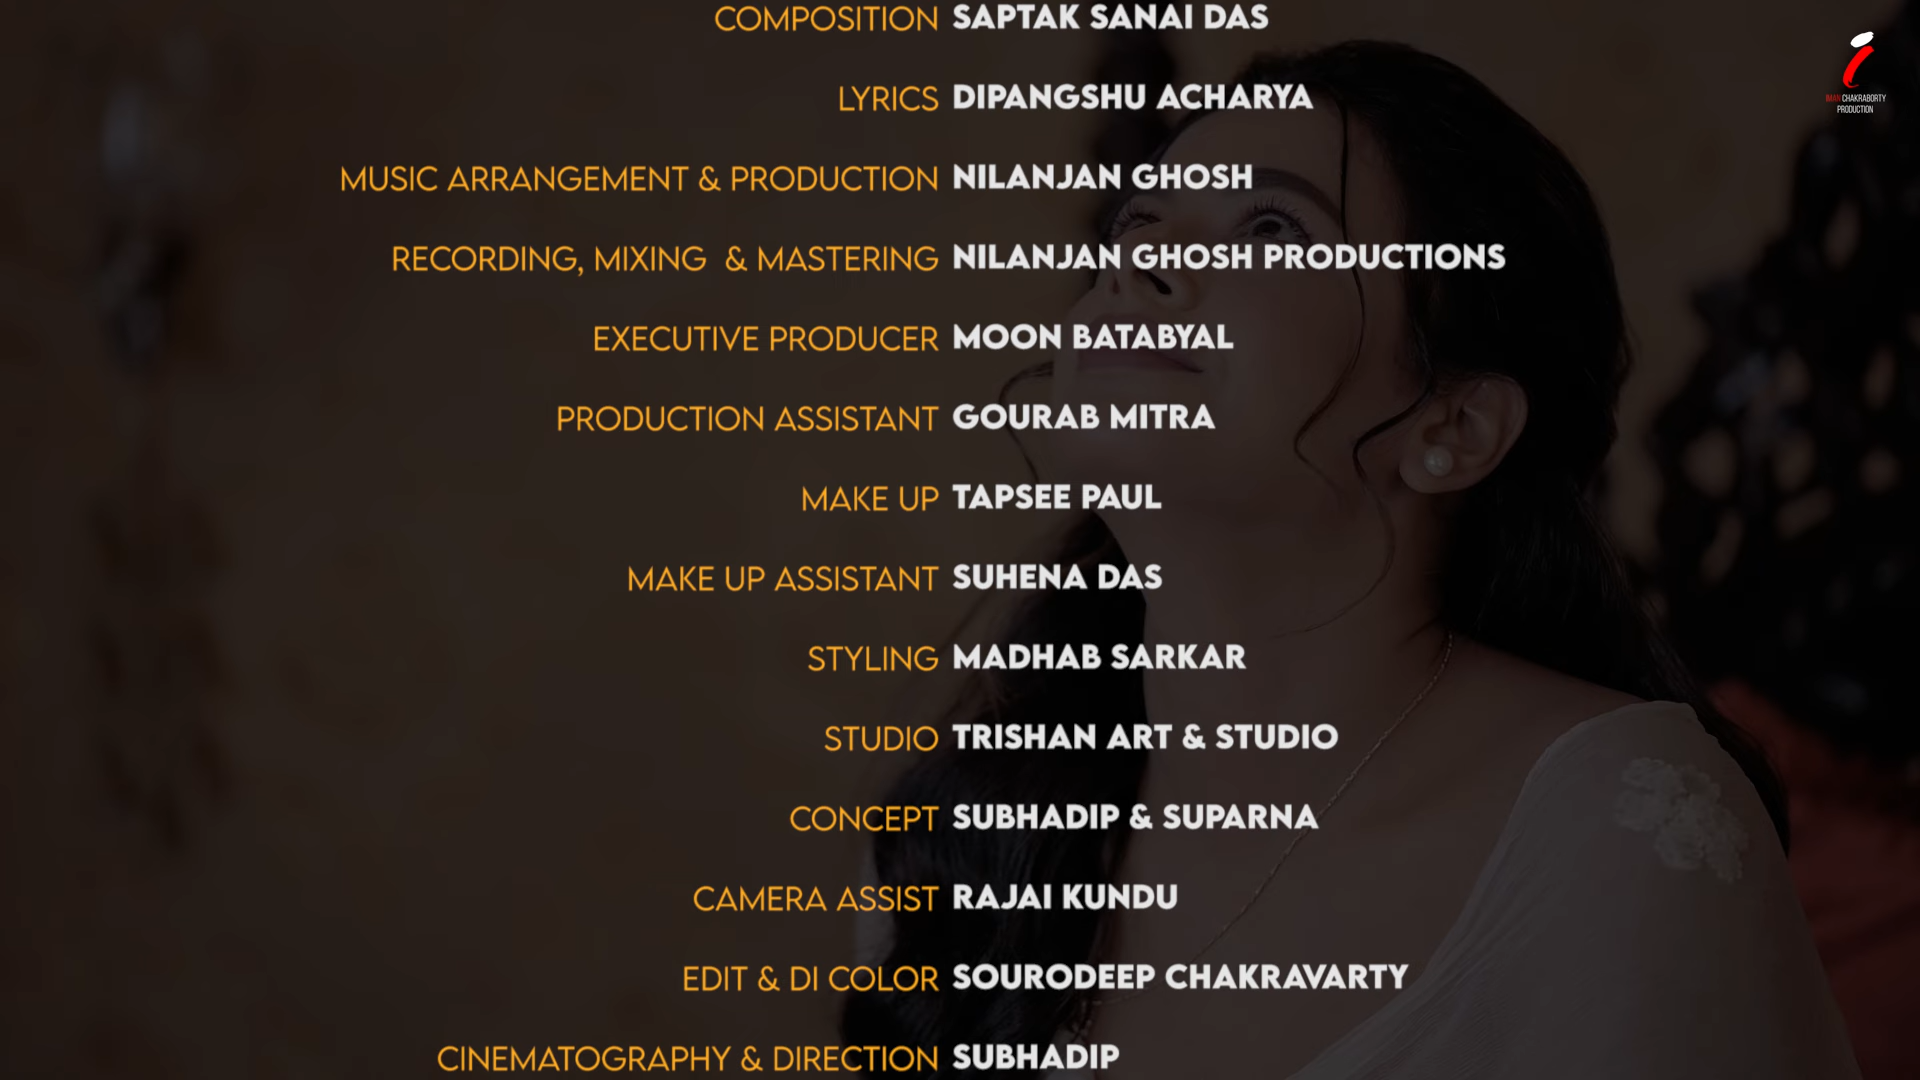 COMPOSITION SAPTAK SANAI DAS
LYRICS DIPANGSHU ACHARYA
MUSIC ARRANGEMENT & PRODUCTION NILANJAN GHOSH
RECORDING, MIXING & MASTERING NILANJAN GHOSH PRODUCTIONS
EXECUTIVE PRODUCER MOON BATABYAL
PRODUCTION ASSISTANT GOURAB MITRA
MAKE UP TAPSEE PAUL
MAKE UP ASSISTANT SUHENA DAS
STYLING MADHAB SARKAR
STUDIO TRISHAN ART & STUDIO
CONCEPT SUBHADIP & SUPARNA
CAMERA ASSIST RAJAI KUNDU
EDIT & DI COLOR SOURODEEP CHAKRAVARTY
CINEMATOGRAPHY & DIRECTION SUBHADIP
i
IMAN CHAKRABORTY
PRODUCTION